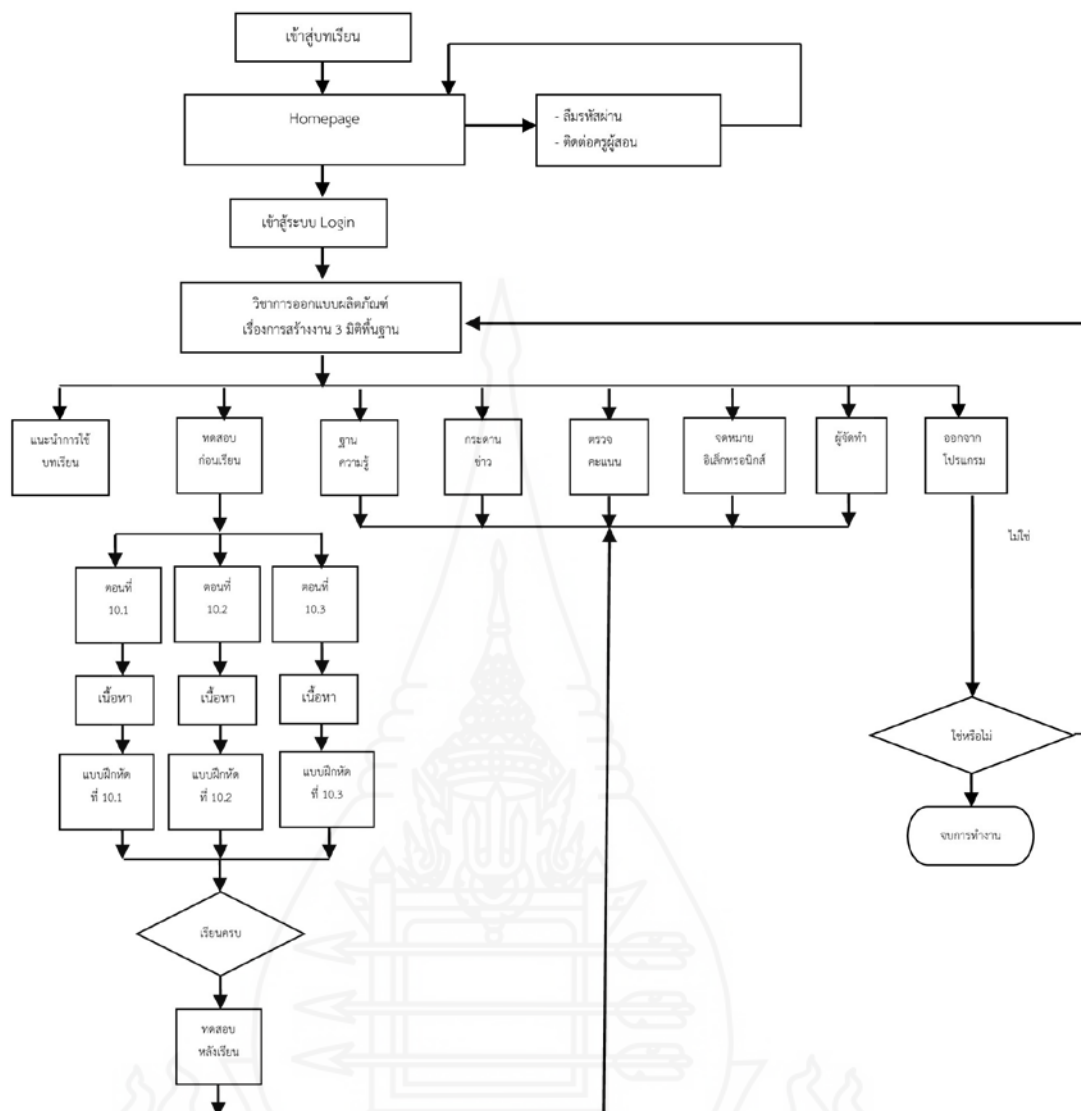 เข้าสู่บทเรียน
Homepage
- ลืมรหัสผ่าน
- ติดต่อครูผู้สอน
เข้าสู้ระบบ Login
วิชาการออกแบบผลิตภัณฑ์
เรื่องการสร้างงาน 3 มิติพื้นฐาน
แนะนำการใช้
บทเรียน
ทดสอบ
ก่อนเรียน
ฐาน
ความรู้
กระดาน
ข่าว
ตรวจ
คะแนน
จดหมาย
อิเล็กทรอนิกส์
ผู้จัดทำ
ออกจาก
โปรแกรม
ไม่ใช่
ตอนที่
10.1
ตอนที่
10.2
ตอนที่
10.3
เนื้อหา
เนื้อหา
เนื้อหา
แบบฝึกหัด
ที่ 10.1
แบบฝึกหัด
ที่ 10.2
แบบฝึกหัด
ที่ 10.3
ใช่หรือไม่
จบการทำงาน
เรียนครบ
ทดสอบ
หลังเรียน